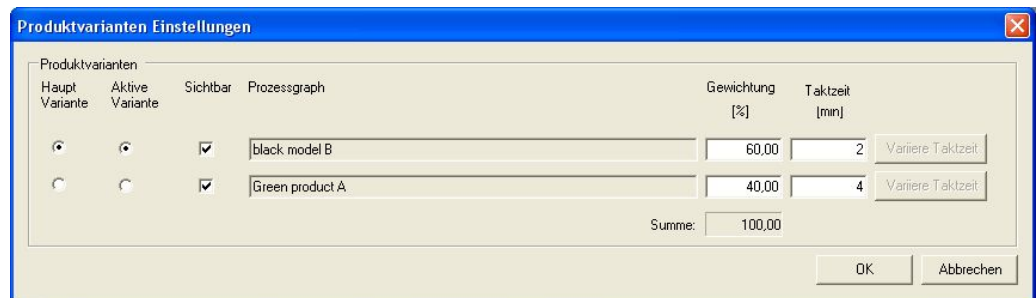 Produktvarianten Einstellungen
Produktvarianten
Haupt Variante
Aktive Variante
Sichtbar
Prozessgraph
Gewichtung [%]
Taktzeit [min]
black model B 60,00 2 Variiere Taktzeit
Green product A 40,00 4 Variiere Taktzeit
Summe: 100,00
OK Abbrechen